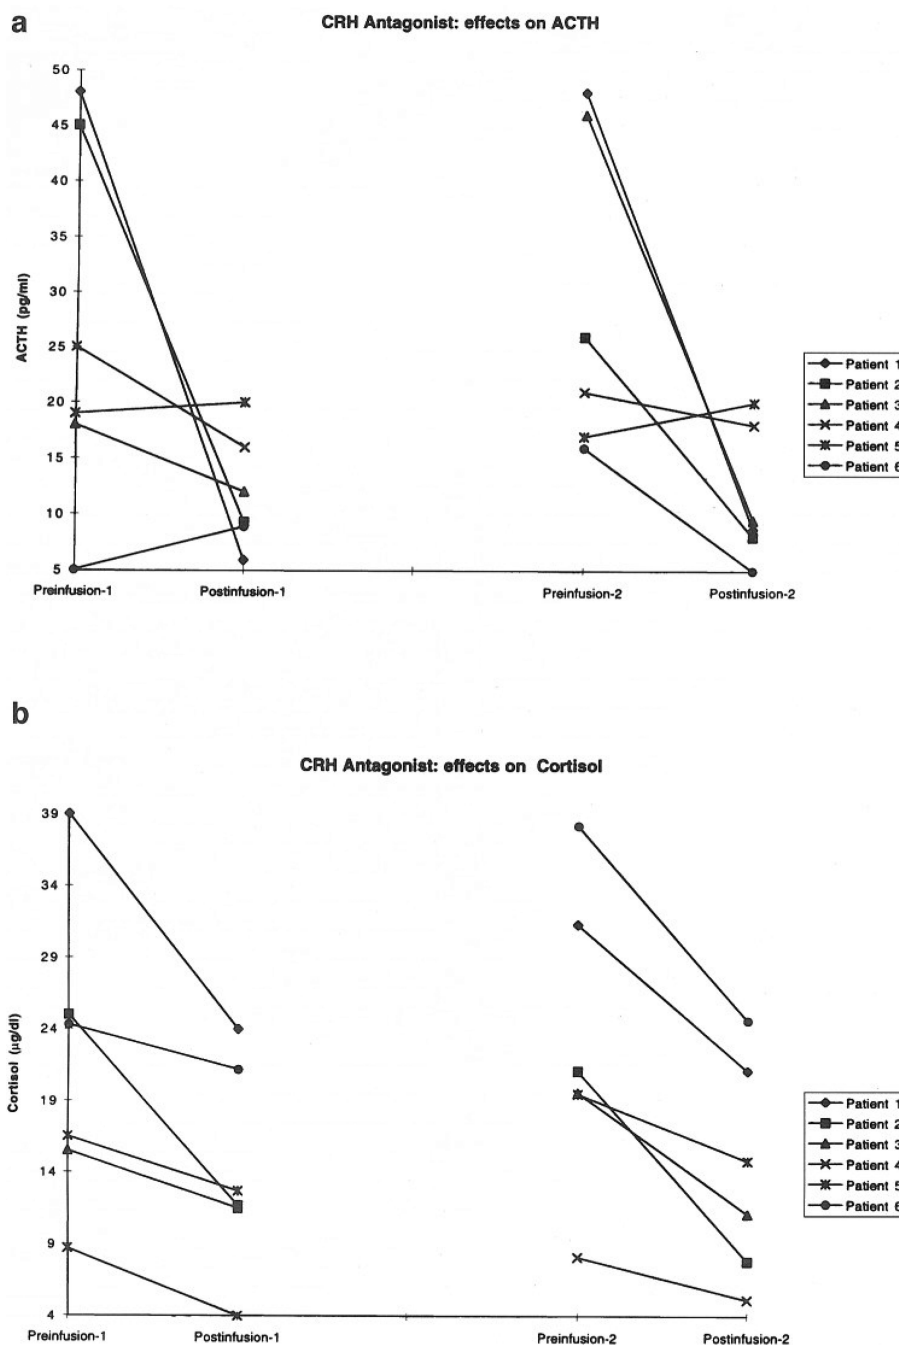 a
CRH Antagonist: effects on ACTH
50
45
40
35
30
25
20
15
10
5
ACTH (pg/ml)
Preinfusion-1
Postinfusion-1
Preinfusion-2
Postinfusion-2
Patient 1
Patient 2
Patient 3
Patient 4
Patient 5
Patient 6
b
CRH Antagonist: effects on Cortisol
39
34
29
24
19
14
9
4
Cortisol (µg/dl)
Preinfusion-1
Postinfusion-1
Preinfusion-2
Postinfusion-2
Patient 1
Patient 2
Patient 3
Patient 4
Patient 5
Patient 6